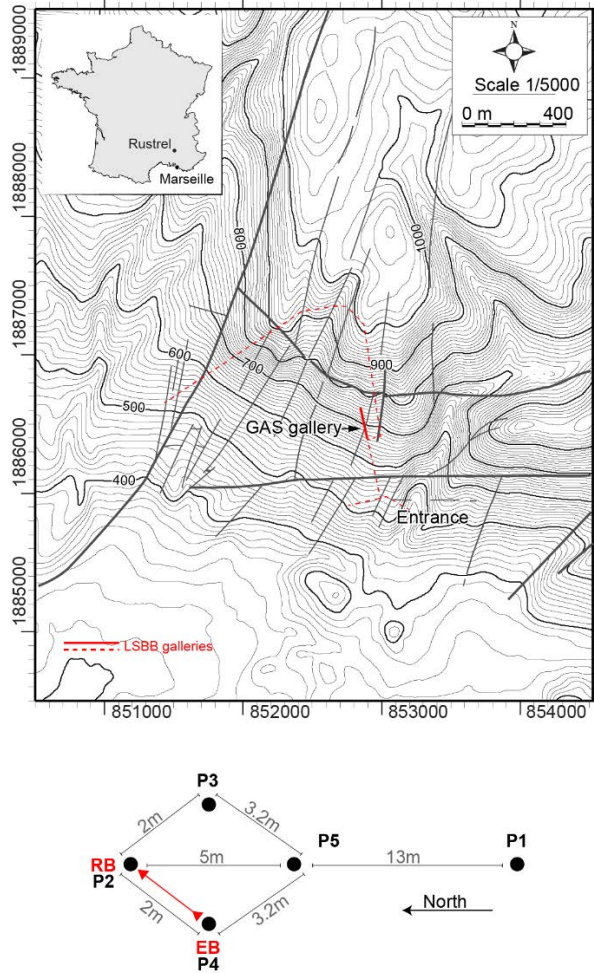 1889000
1888000
1887000
1886000
1885000
Rustrel
Marseille
N
Scale 1/5000
0 m 400
800
1000
600
700
900
500
400
GAS gallery
Entrance
LSBB galleries
851000 852000 853000 854000
P3
2m 3.2m
P5 P1
RB 5m 13m
P2
North
2m 3.2m
EB
P4